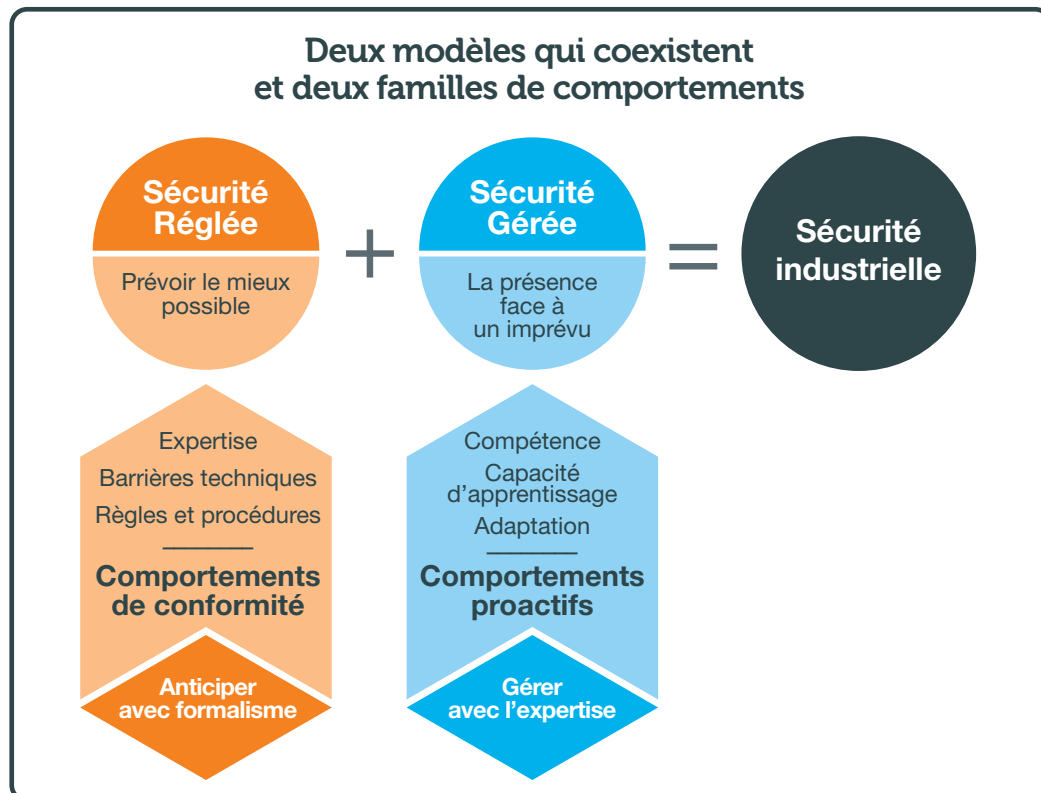 Deux modèles qui coexistent
et deux familles de comportements
Sécurité
Réglée
Prévoir le mieux
possible
+
Sécurité
Gérée
La présence
face à
un imprévu
=
Sécurité
industrielle
Expertise
Barrières techniques
Règles et procédures
Comportements
de conformité
Anticiper
avec formalisme
Compétence
Capacité
d'apprentissage
Adaptation
Comportements
proactifs
Gérer
avec l'expertise